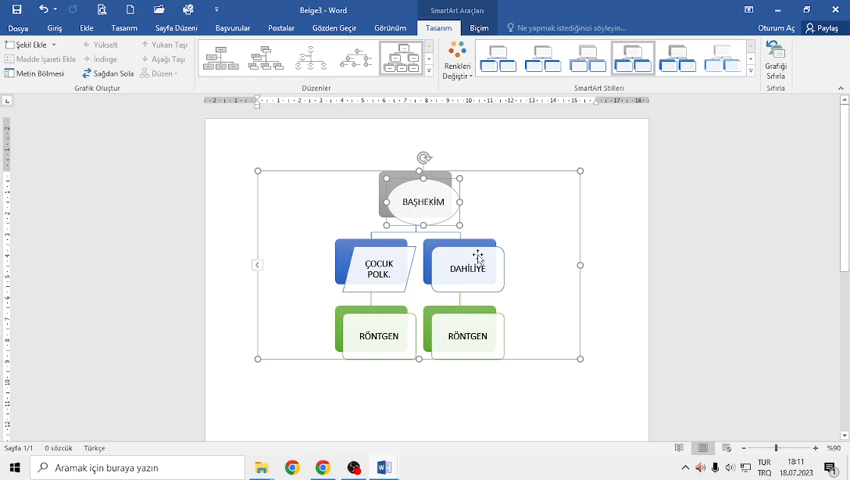 Belge3 - Word
SmartArt Araçları
Dosya Giriş Ekle Tasarım Sayfa Düzeni Başvurular Postalar Gözden Geçir Görünüm Tasarım Biçim Ne yapmak istediğinizi söyleyin... Oturum Aç Paylaş
Şekil Ekle Yükselt Yukarı Taşı
Madde İşareti Ekle İndirge Aşağı Taşı
Metin Bölmesi Sağdan Sola Düzen
Renkleri Değiştir
Grafiği Sıfırla
Grafik Oluştur Düzenler SmartArt Stilleri Sıfırla
BAŞHEKİM
ÇOCUK
POLK.
DAHİLİYE
RÖNTGEN
RÖNTGEN
Sayfa 1/1 0 sözcük Türkçe %90
Aramak için buraya yazın
TUR
TRQ
18:11
18.07.2023